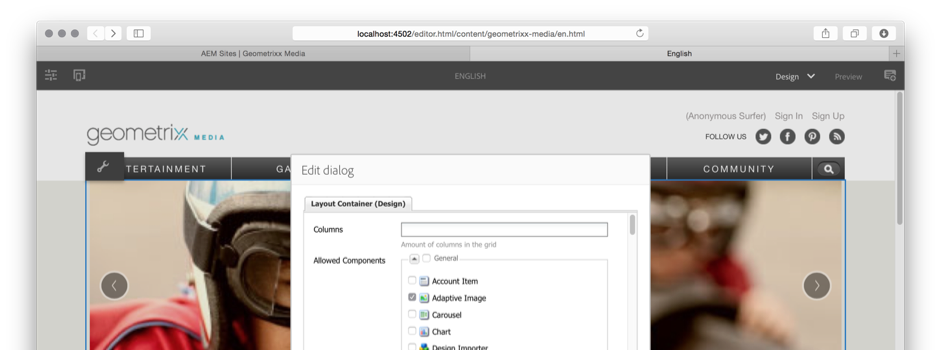 localhost:4502/editor.html/content/geometrixx-media/en.html
AEM Sites | Geometrixx Media
English
ENGLISH
Design
Preview
(Anonymous Surfer) Sign In Sign Up
geometrixx MEDIA
FOLLOW US
TERTAINMENT
GA
COMMUNITY
Edit dialog
Layout Container (Design)
Columns
Amount of columns in the grid
Allowed Components
General
Account Item
Adaptive Image
Carousel
Chart
Design Importer